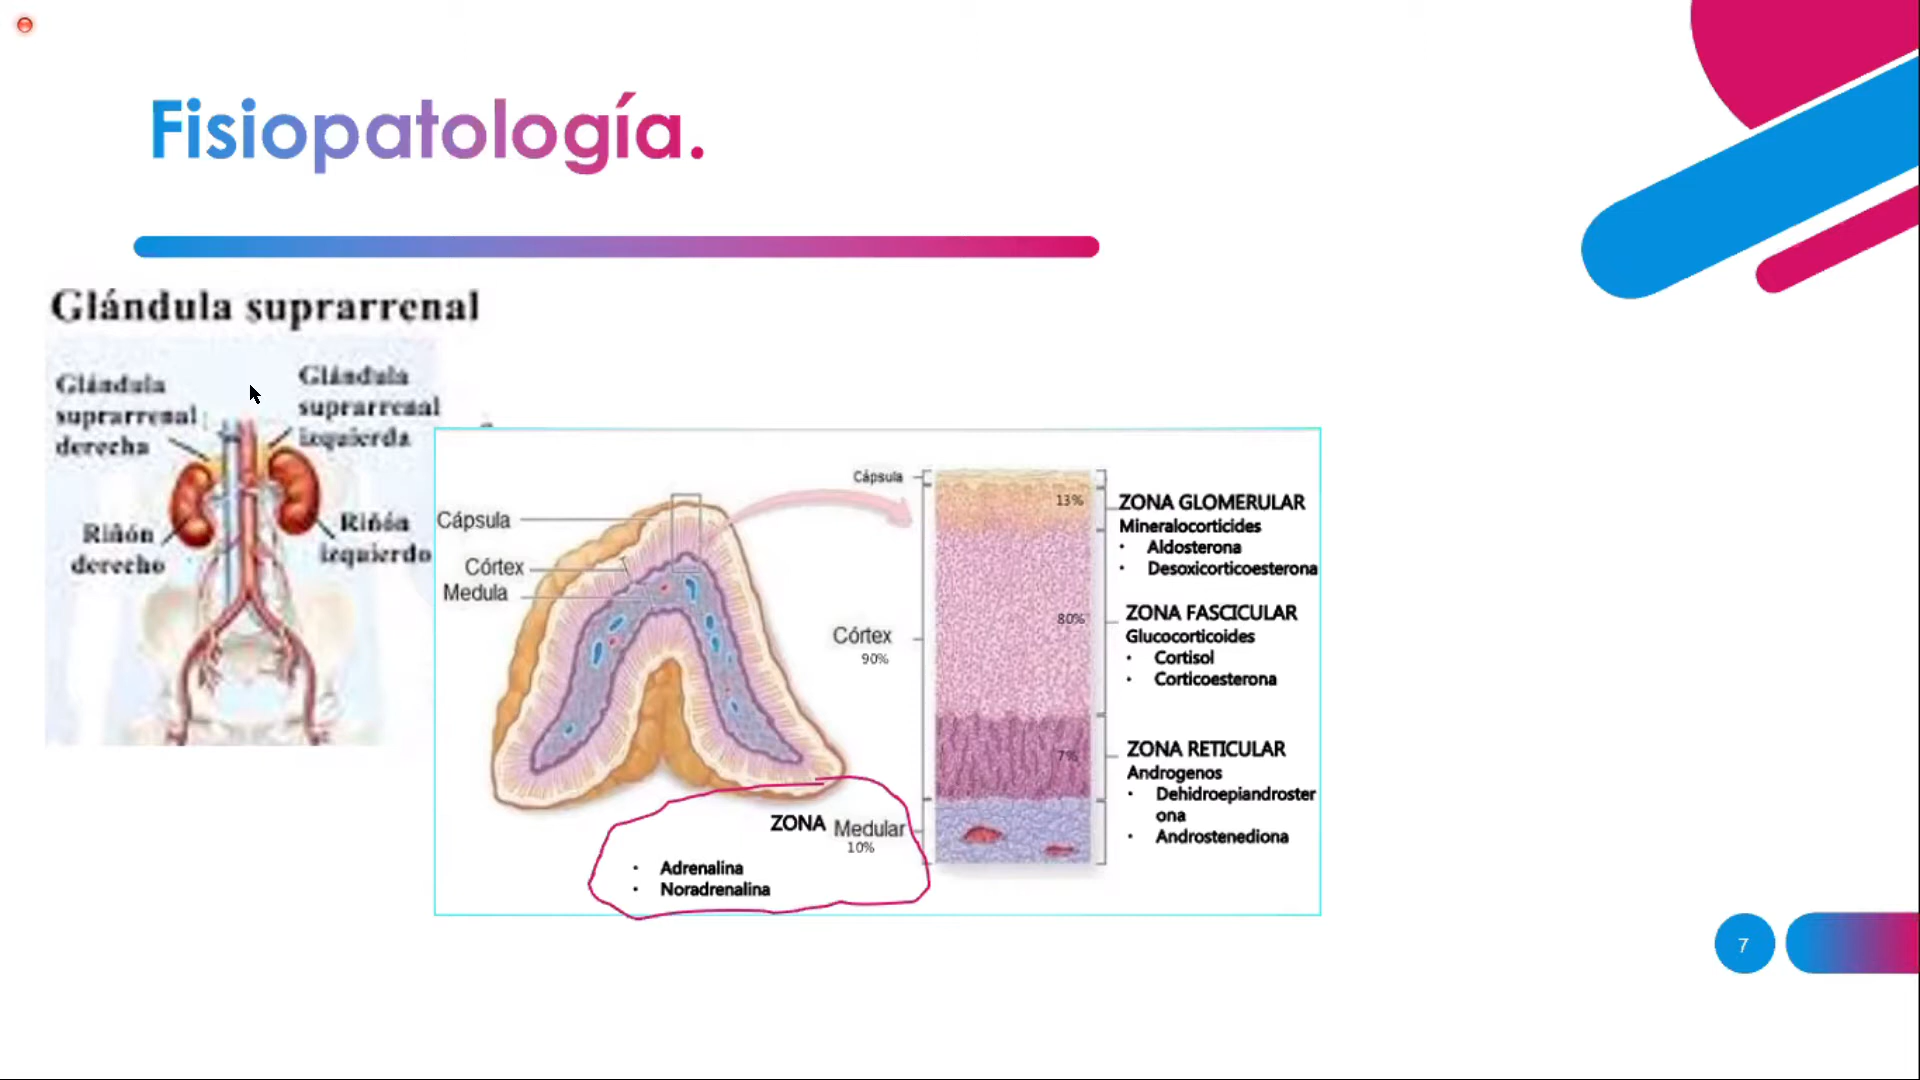 Fisiopatología.
Glándula suprarrenal
Glándula
suprarrenal
derecha
Glándula
suprarrenal
izquierda
Riñón
derecho
Riñón
izquierdo
Cápsula
Córtex
Medula
Cápsula
Córtex
90%
ZONA Medular
10%
• Adrenalina
• Noradrenalina
13%
80%
7%
ZONA GLOMERULAR
Mineralocorticides
• Aldosterona
• Desoxicorticoesterona
ZONA FASCICULAR
Glucocorticoides
• Cortisol
• Corticoesterona
ZONA RETICULAR
Androgenos
• Dehidroepiandroster
ona
• Androstenediona
7